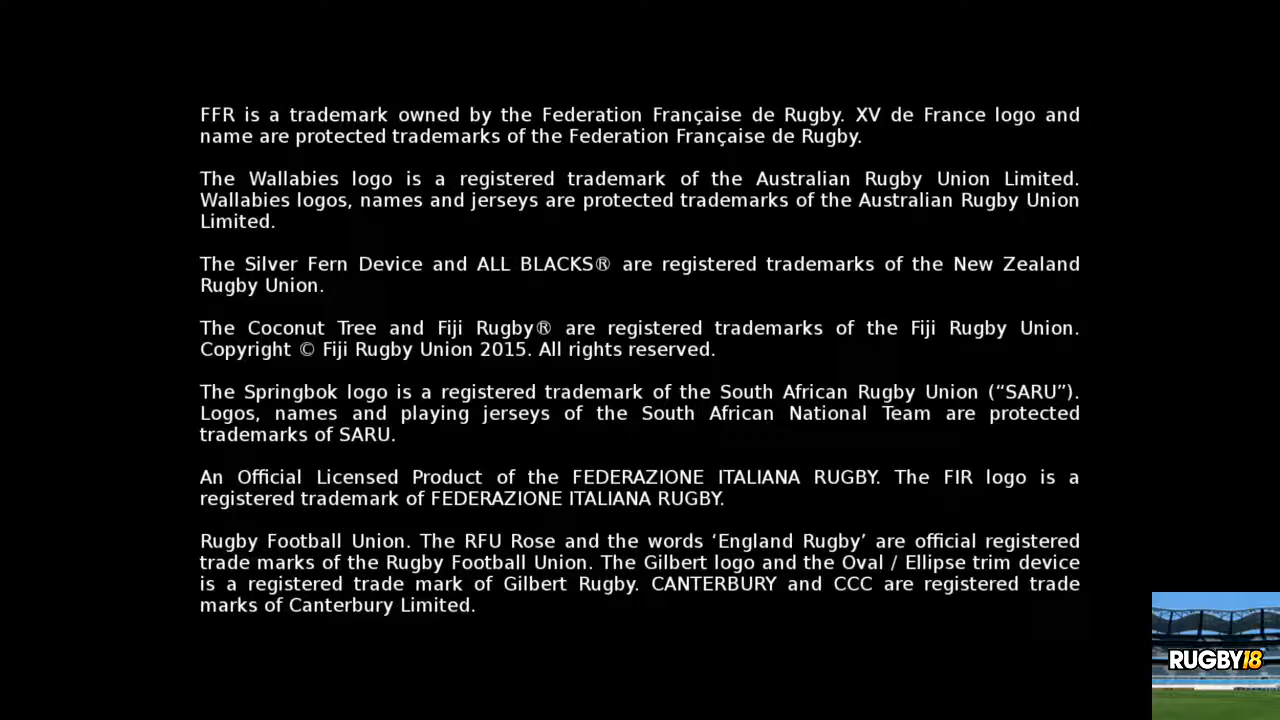 FFR is a trademark owned by the Federation Française de Rugby. XV de France logo and
name are protected trademarks of the Federation Française de Rugby.
The Wallabies logo is a registered trademark of the Australian Rugby Union Limited.
Wallabies logos, names and jerseys are protected trademarks of the Australian Rugby Union
Limited.
The Silver Fern Device and ALL BLACKS® are registered trademarks of the New Zealand
Rugby Union.
The Coconut Tree and Fiji Rugby® are registered trademarks of the Fiji Rugby Union.
Copyright © Fiji Rugby Union 2015. All rights reserved.
The Springbok logo is a registered trademark of the South African Rugby Union (“SARU”).
Logos, names and playing jerseys of the South African National Team are protected
trademarks of SARU.
An Official Licensed Product of the FEDERAZIONE ITALIANA RUGBY. The FIR logo is a
registered trademark of FEDERAZIONE ITALIANA RUGBY.
Rugby Football Union. The RFU Rose and the words ‘England Rugby’ are official registered
trade marks of the Rugby Football Union. The Gilbert logo and the Oval / Ellipse trim device
is a registered trade mark of Gilbert Rugby. CANTERBURY and CCC are registered trade
marks of Canterbury Limited.
RUGBY18